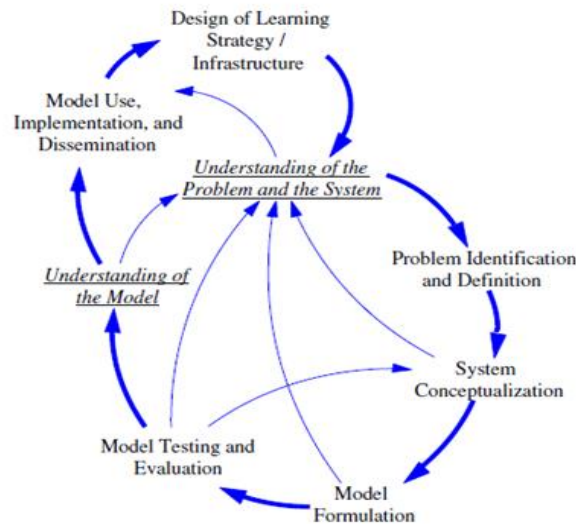 Design of Learning
Strategy /
Infrastructure
Model Use,
Implementation, and
Dissemination
Understanding of the
Problem and the System
Problem Identification
and Definition
Understanding of
the Model
System
Conceptualization
Model Testing and
Evaluation
Model
Formulation